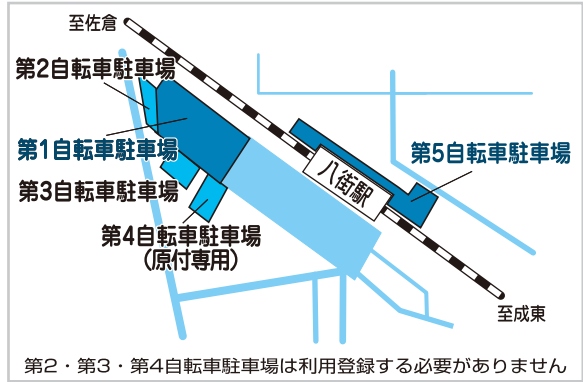 至佐倉
第2自転車駐車場
第1自転車駐車場
第5自転車駐車場
八街駅
第3自転車駐車場
第4自転車駐車場
(原付専用)
至成東
第2・第3・第4自転車駐車場は利用登録する必要がありません